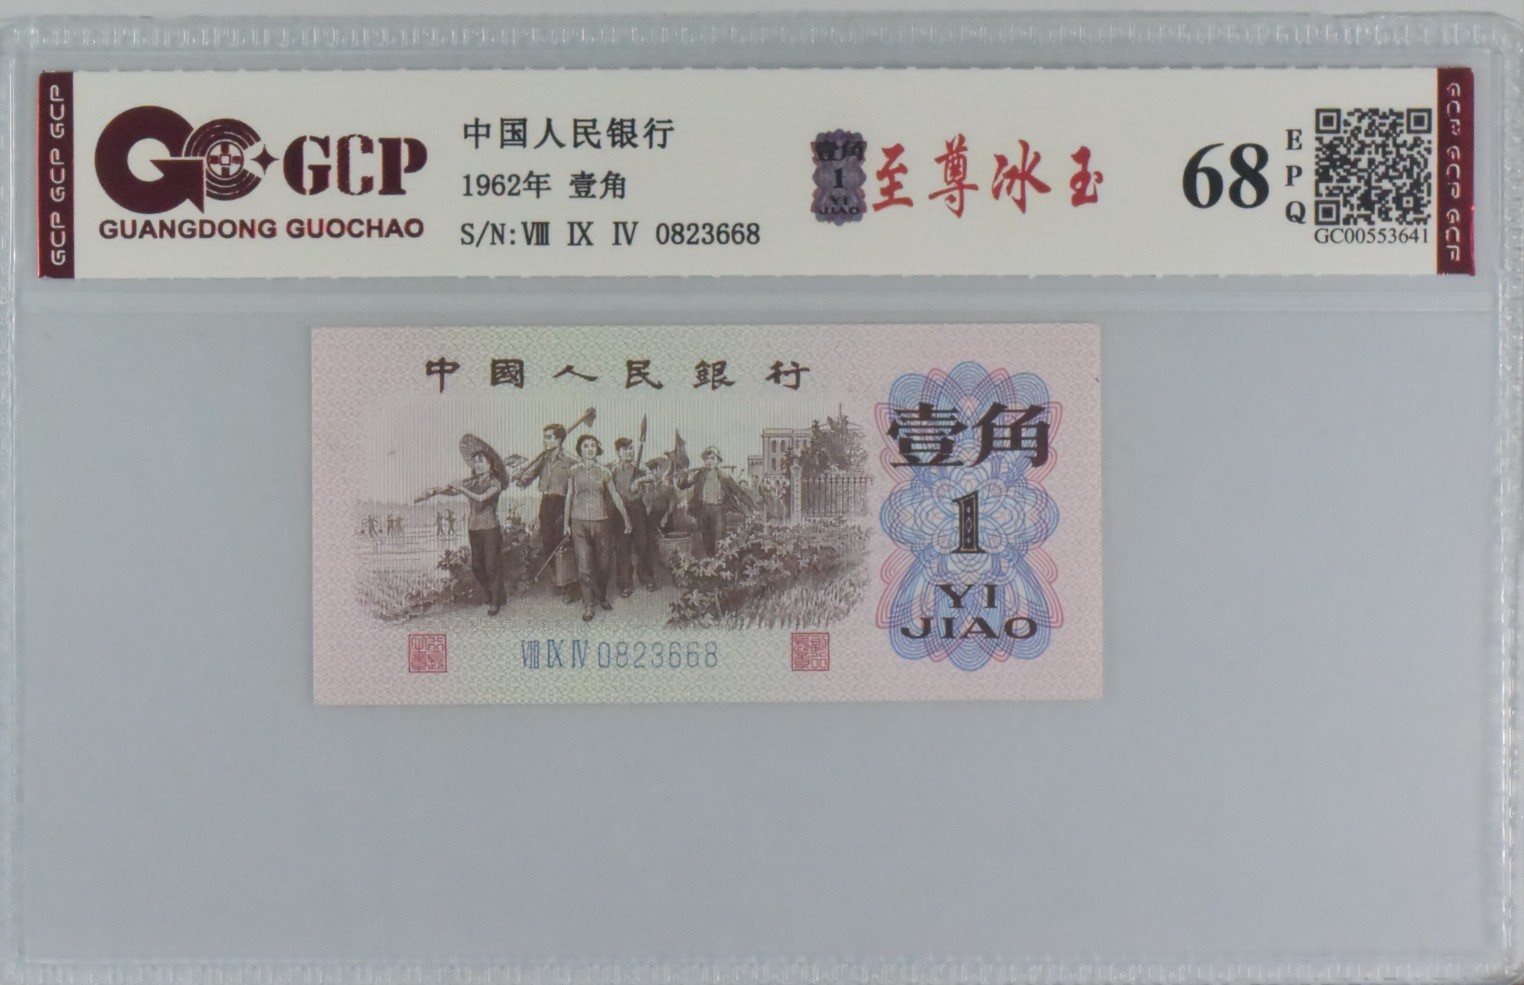 GCP GCP GCP
GCP
GUANGDONG GUOCHAO
中国人民银行
1962年 壹角
S/N:Ⅷ Ⅸ Ⅳ 0823668
壹角
1
YI
JIAO
至尊冰玉
68
EPQ
GC00553641
GCP GCP GCP
中國人民銀行
壹角
1
YI
JIAO
Ⅷ Ⅸ Ⅳ 0823668